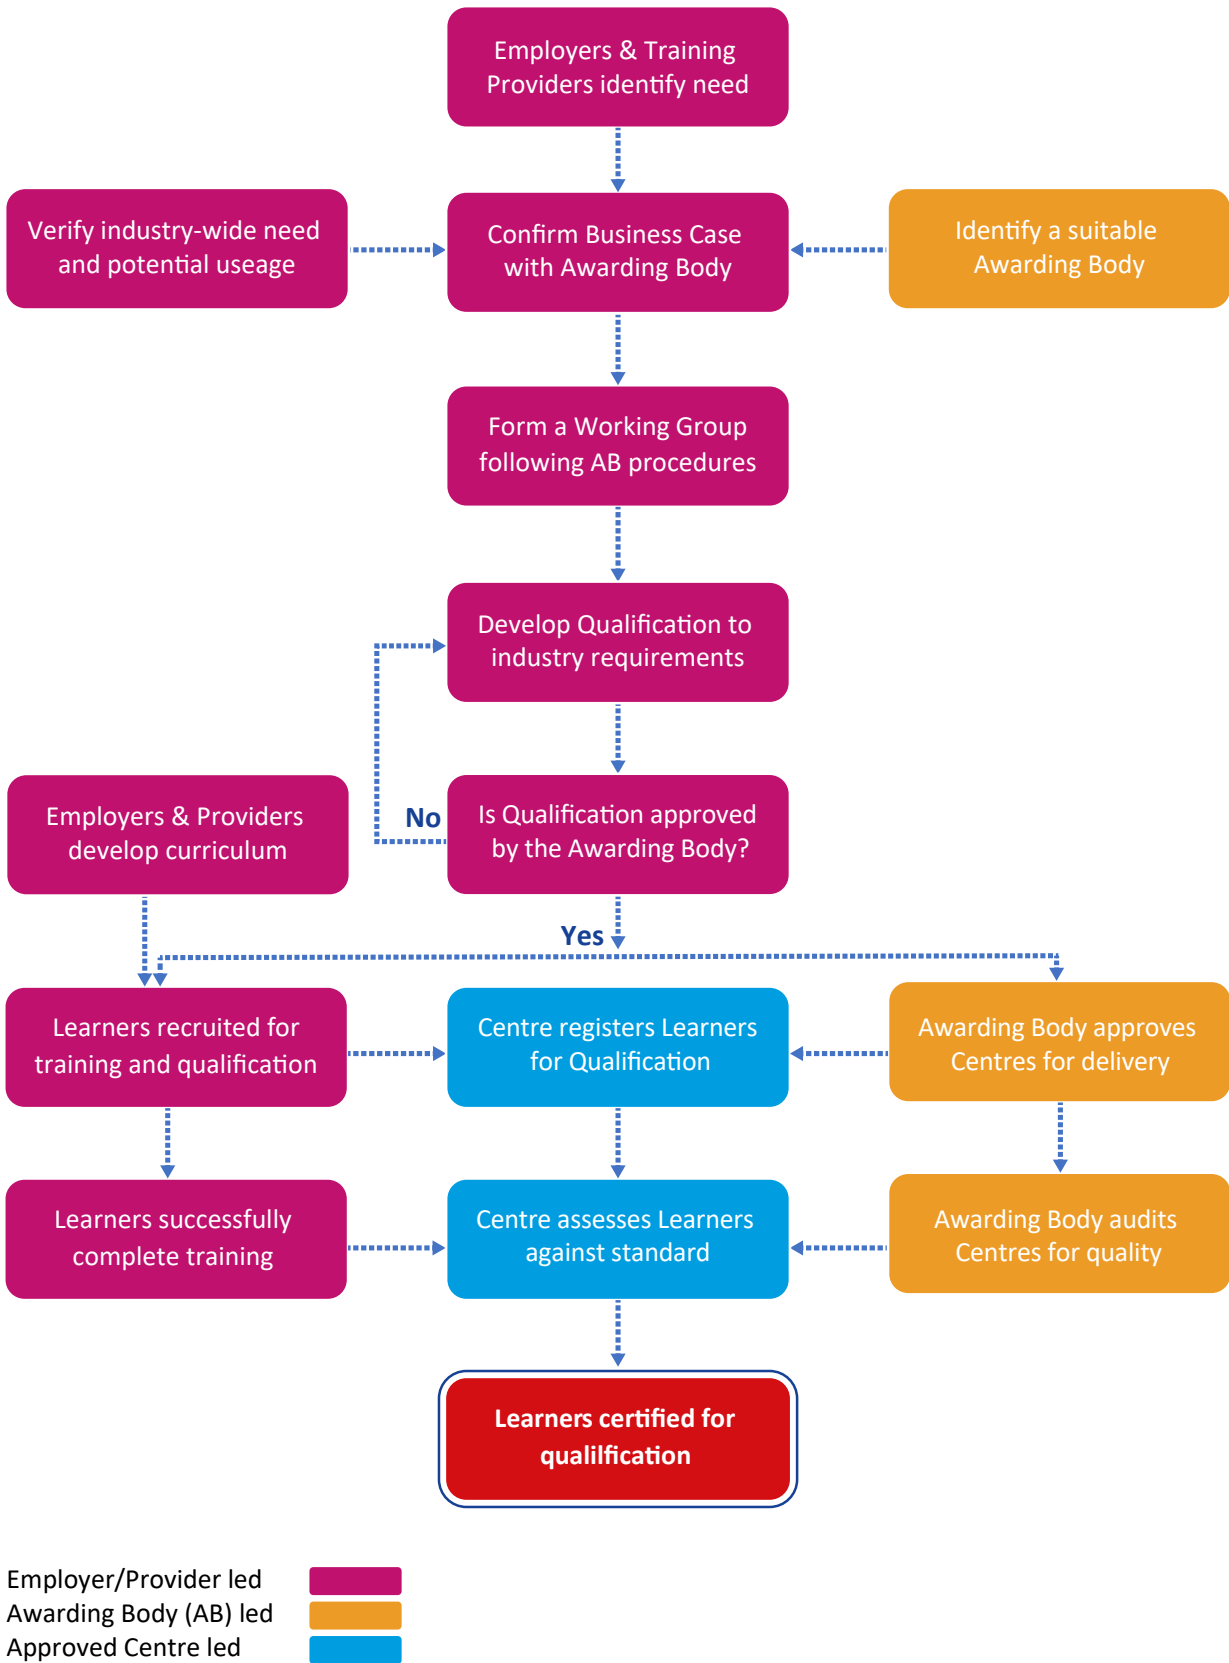 Employers & Training
Providers identify need
Verify industry-wide need
and potential useage
Confirm Business Case
with Awarding Body
Identify a suitable
Awarding Body
Form a Working Group
following AB procedures
Develop Qualification to
industry requirements
Employers & Providers
develop curriculum
No
Is Qualification approved
by the Awarding Body?
Yes
Learners recruited for
training and qualification
Centre registers Learners
for Qualification
Awarding Body approves
Centres for delivery
Learners successfully
complete training
Centre assesses Learners
against standard
Awarding Body audits
Centres for quality
Learners certified for
qualilfication
Employer/Provider led
Awarding Body (AB) led
Approved Centre led